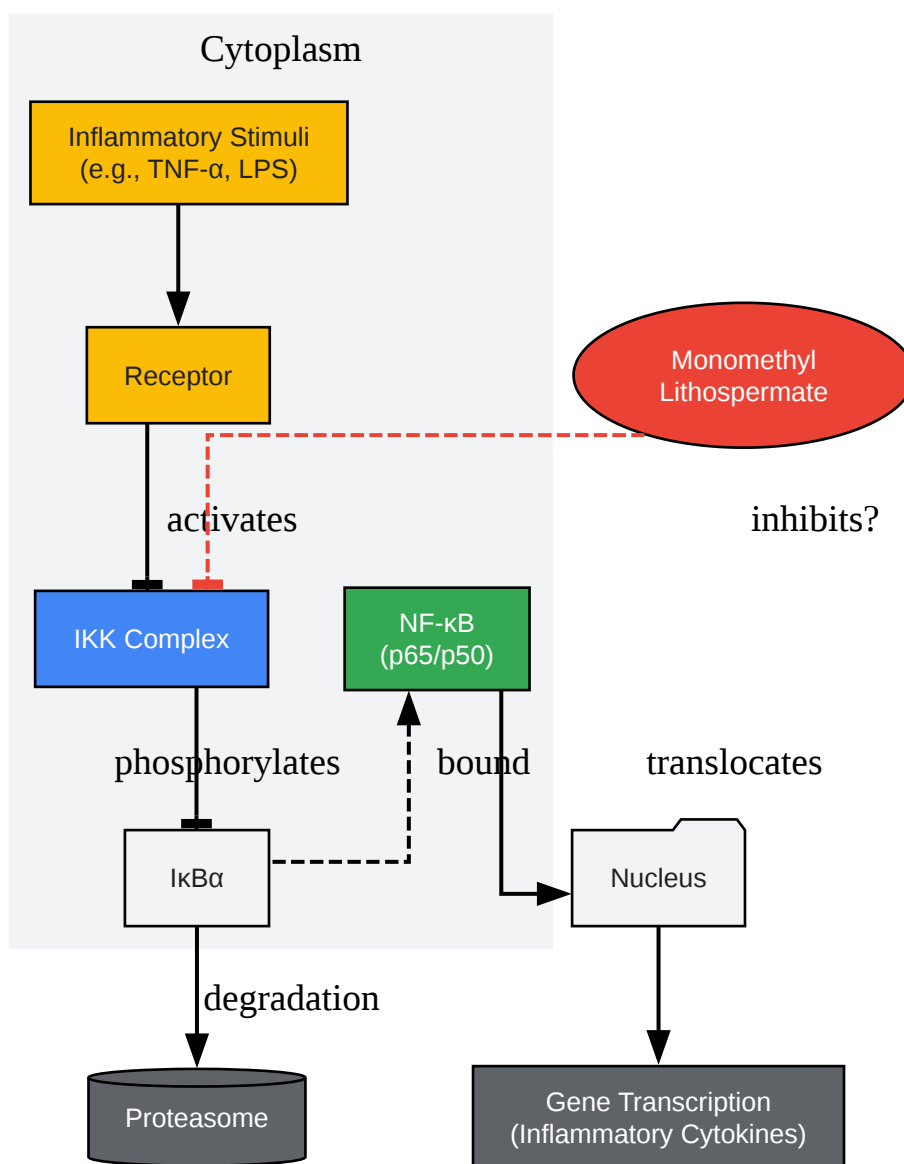 Cytoplasm
Inflammatory Stimuli
(e.g., TNF-α, LPS)
Receptor
Monomethyl
Lithospermate
activates
inhibits?
IKK Complex
NF-κB
(p65/p50)
phosphorylates
bound
translocates
IκBα
Nucleus
degradation
Proteasome
Gene Transcription
(Inflammatory Cytokines)